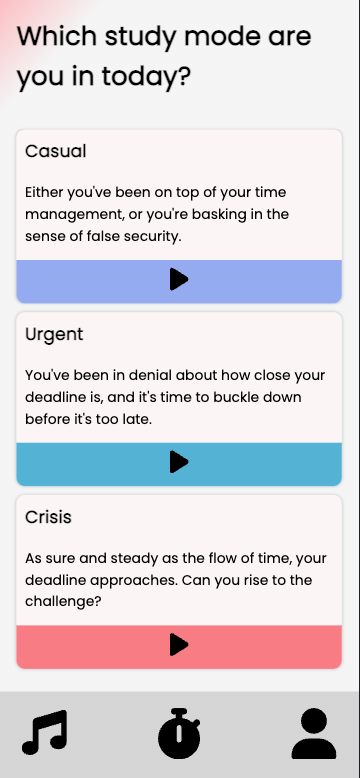 Which study mode are
you in today?
Casual
Either you've been on top of your time
management, or you're basking in the
sense of false security.
Urgent
You've been in denial about how close your
deadline is, and it's time to buckle down
before it's too late.
Crisis
As sure and steady as the flow of time, your
deadline approaches. Can you rise to the
challenge?